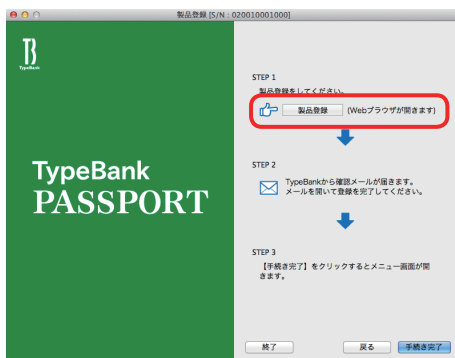 製品登録 [S/N : 020010001000]
TB
TypeBank
TypeBank
PASSPORT
STEP 1
製品登録をしてください。
製品登録 (Webブラウザが開きます)
STEP 2
TypeBankから確認メールが届きます。
メールを開いて登録を完了してください。
STEP 3
【手続き完了】をクリックするとメニュー画面が開
きます。
終了 戻る 手続き完了